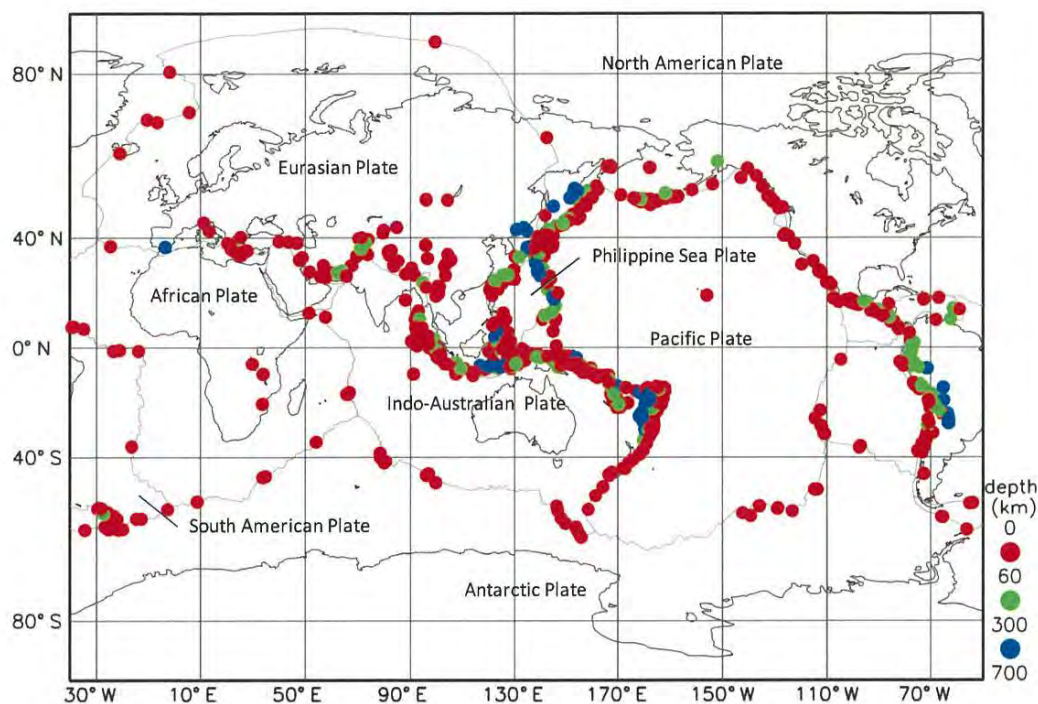 North American Plate
80° N
Eurasian Plate
40° N
Philippine Sea Plate
African Plate
0° N
Pacific Plate
Indo-Australian Plate
40° S
depth
(km)
South American Plate
0
60
Antarctic Plate
300
80° S
700
30° W 10° E 50° E 90° E 130° E 170° E 150° W 110° W 70° W